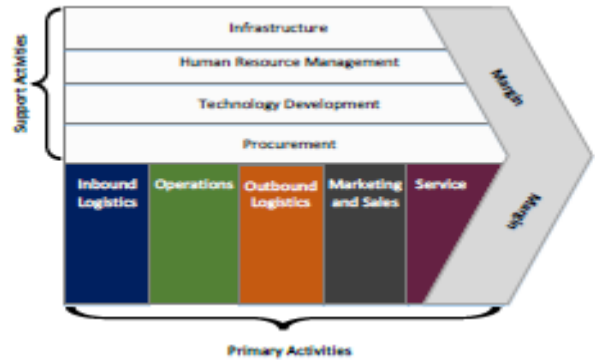 Support Activities
Infrastructure
Human Resource Management
Technology Development
Procurement
Margin
Inbound
Logistics
Operations
Outbound
Logistics
Marketing
and Sales
Service
Margin
Primary Activities